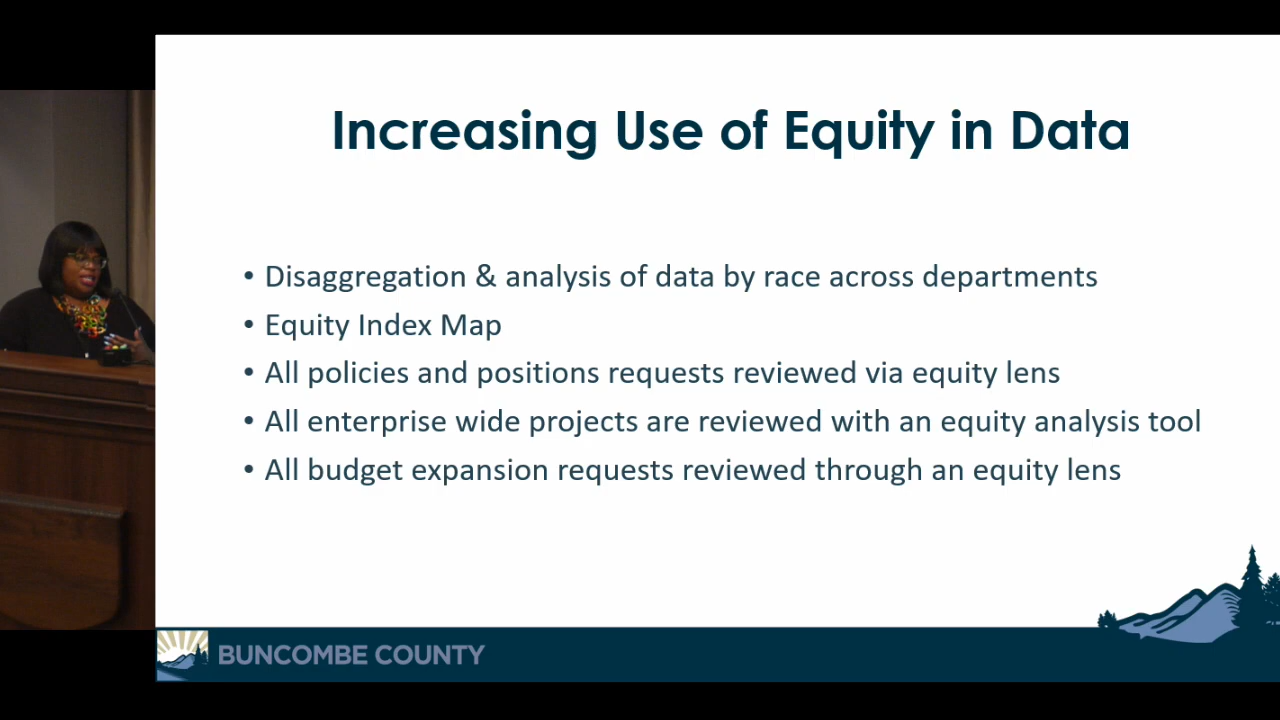 Increasing Use of Equity in Data
• Disaggregation & analysis of data by race across departments
• Equity Index Map
• All policies and positions requests reviewed via equity lens
• All enterprise wide projects are reviewed with an equity analysis tool
• All budget expansion requests reviewed through an equity lens
BUNCOMBE COUNTY